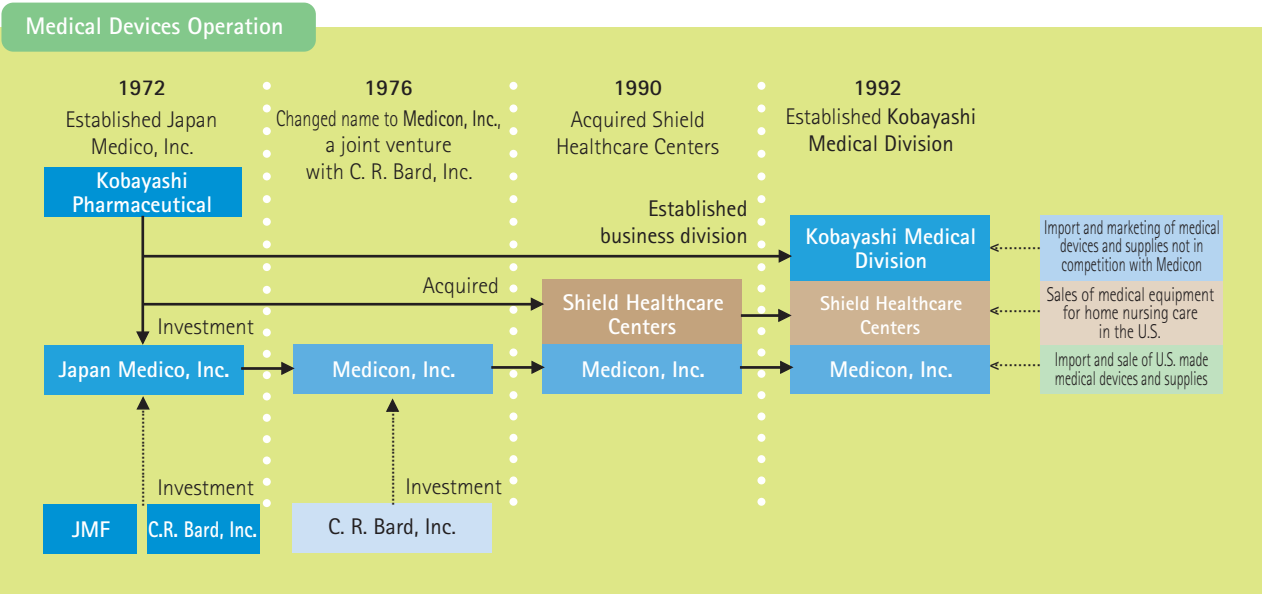 Medical Devices Operation
1972
Established Japan
Medico, Inc.
1976
Changed name to Medicon, Inc.,
a joint venture
with C. R. Bard, Inc.
1990
Acquired Shield
Healthcare Centers
1992
Established Kobayashi
Medical Division
Kobayashi
Pharmaceutical
Established
business division
Kobayashi Medical
Division
Import and marketing of medical
devices and supplies not in
competition with Medicon
Acquired
Shield Healthcare
Centers
Shield Healthcare
Centers
Sales of medical equipment
for home nursing care
in the U.S.
Investment
Japan Medico, Inc.
Medicon, Inc.
Medicon, Inc.
Medicon, Inc.
Import and sale of U.S. made
medical devices and supplies
Investment
Investment
JMF
C.R. Bard, Inc.
C. R. Bard, Inc.